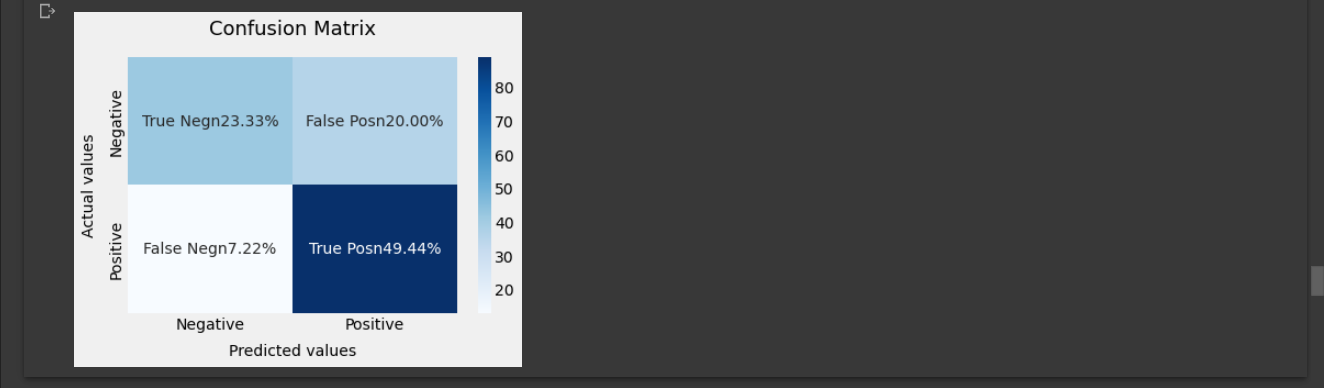 Confusion Matrix
Actual values
Negative
Positive
True Negn23.33%
False Posn20.00%
False Negn7.22%
True Posn49.44%
Negative
Positive
Predicted values
80
70
60
50
40
30
20